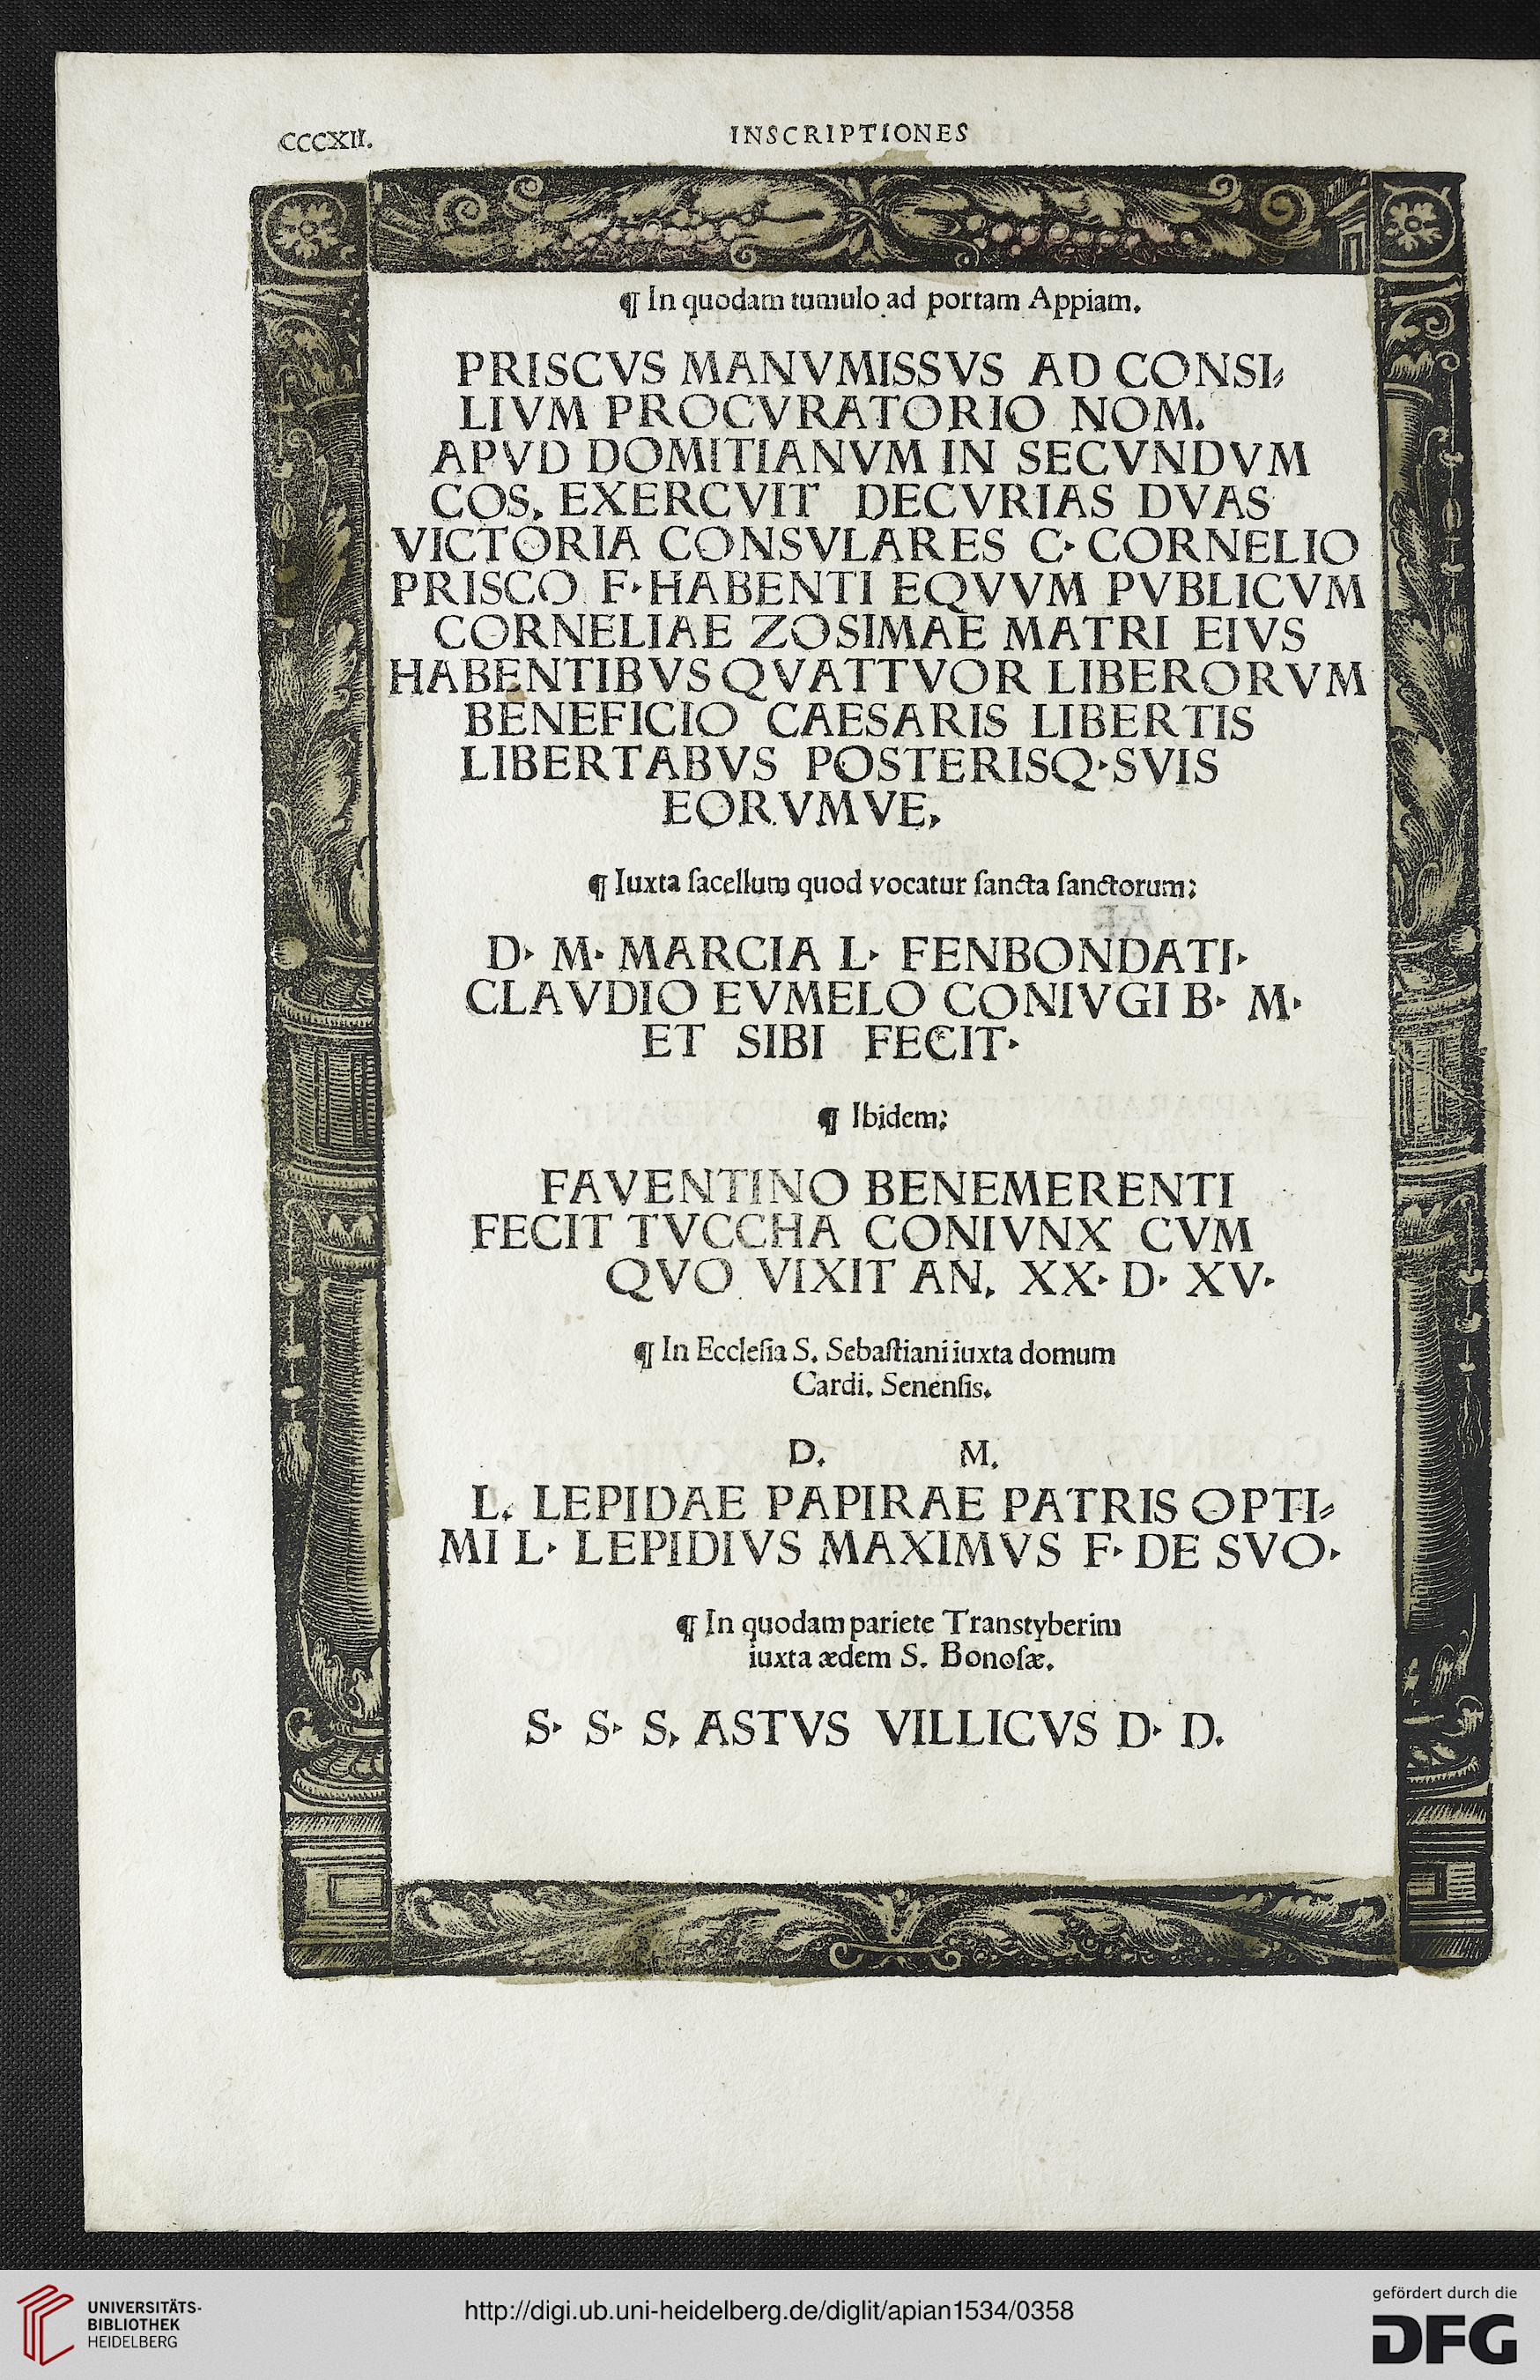 CCCXII.
INSCRIPTIONES
¶ In quodam tumulo ad portam Appiam.
PRISCVS MANVMISSVS AD CONSI⸗
LIVM PROCVRATORIO NOM.
APVD DOMITIANVM IN SECVNDVM
COS. EXERCVIT DECVRIAS DVAS
VICTORIA CONSVLARES C· CORNELIO
PRISCO F· HABENTI EQVVM PVBLICVM
CORNELIAE ZOSIMAE MATRI EIVS
HABENTIBVS QVATTVOR LIBERORVM
BENEFICIO CAESARIS LIBERTIS
LIBERTABVS POSTERISQ·SVIS
EORVMVE.
¶ Iuxta ſacellum quod vocatur ſancta ſanctorum:
D· M· MARCIA L· FENBONDATI·
CLAVDIO EVMELO CONIVGI B· M·
ET SIBI FECIT·
¶ Ibidem:
FAVENTINO BENEMERENTI
FECIT TVCCHA CONIVNX CVM
QVO VIXIT AN. XX· D· XV·
¶ In Eccleſia S. Sebaſtiani iuxta domum
Cardi. Senenſis.
D. M.
L. LEPIDAE PAPIRAE PATRIS OPTI⸗
MI L· LEPIDIVS MAXIMVS F· DE SVO·
¶ In quodam pariete Transtyberim
iuxta ædem S. Bonoſæ.
S· S· S. ASTVS VILLICVS D· D.
UNIVERSITÄTS-
BIBLIOTHEK
HEIDELBERG
http://digi.ub.uni-heidelberg.de/diglit/apian1534/0358
gefördert durch die
DFG